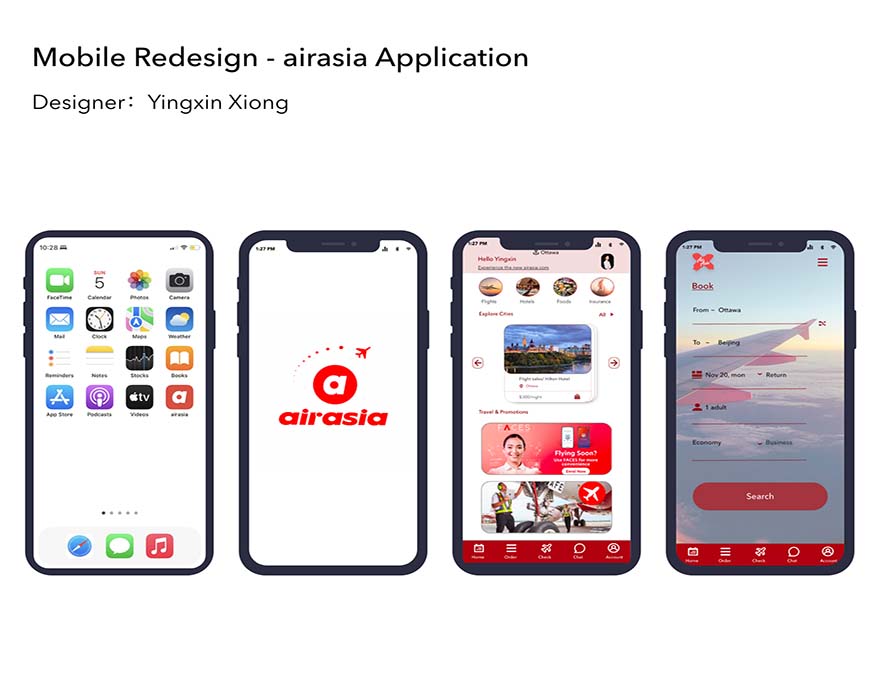 Mobile Redesign - airasia Application
Designer：Yingxin Xiong
10:28
SUN
5
FaceTime
Calendar
Photos
Camera
Mail
Clock
Maps
Weather
Reminders
Notes
Stocks
Books
tv
App Store
Podcasts
Videos
airasia
1:27 PM
a
airasia
1:27 PM
Ottawa
Hello Yingxin
Experience the new airasia.com
Flights
Hotels
Foods
Insurance
Explore Cities
All
Flight sales/ Hilton Hotel
Ottawa
$300/night
Travel & Promotions
FACES
Flying Soon?
Use FACES for more
convenience
Enrol Now
Home
Order
Check
Chat
Account
1:27 PM
Book
From – Ottawa
To – Beijing
Nov 20, mon
Return
1 adult
Economy
Business
Search
Home
Order
Check
Chat
Account